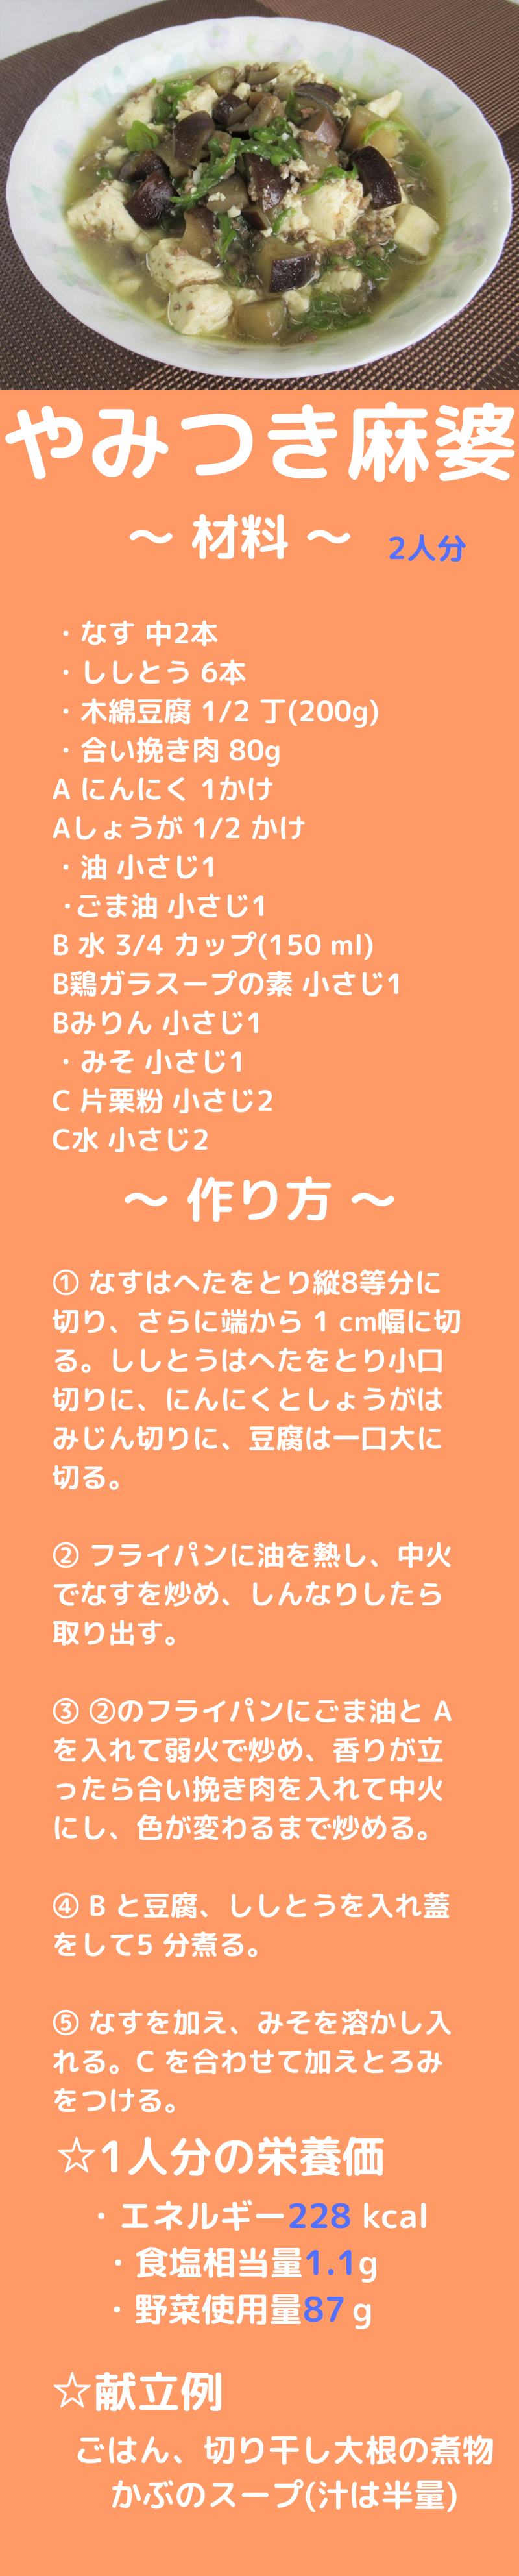 やみつき麻婆
～ 材料 ～ 2人分
・なす 中2本
・ししとう 6本
・木綿豆腐 1/2 丁(200g)
・合い挽き肉 80g
A にんにく 1かけ
Aしょうが 1/2 かけ
・油 小さじ1
・ごま油 小さじ1
B 水 3/4 カップ(150 ml)
B鶏ガラスープの素 小さじ1
Bみりん 小さじ1
・みそ 小さじ1
C 片栗粉 小さじ2
C水 小さじ2
～ 作り方 ～
① なすはへたをとり縦8等分に
切り、さらに端から 1 cm幅に切
る。ししとうはへたをとり小口
切りに、にんにくとしょうがは
みじん切りに、豆腐は一口大に
切る。
② フライパンに油を熱し、中火
でなすを炒め、しんなりしたら
取り出す。
③ ②のフライパンにごま油と A
を入れて弱火で炒め、香りが立
ったら合い挽き肉を入れて中火
にし、色が変わるまで炒める。
④ B と豆腐、ししとうを入れ蓋
をして5 分煮る。
⑤ なすを加え、みそを溶かし入
れる。C を合わせて加えとろみ
をつける。
☆1人分の栄養価
・エネルギー228 kcal
・食塩相当量1.1g
・野菜使用量87 g
☆献立例
ごはん、切り干し大根の煮物
かぶのスープ(汁は半量)